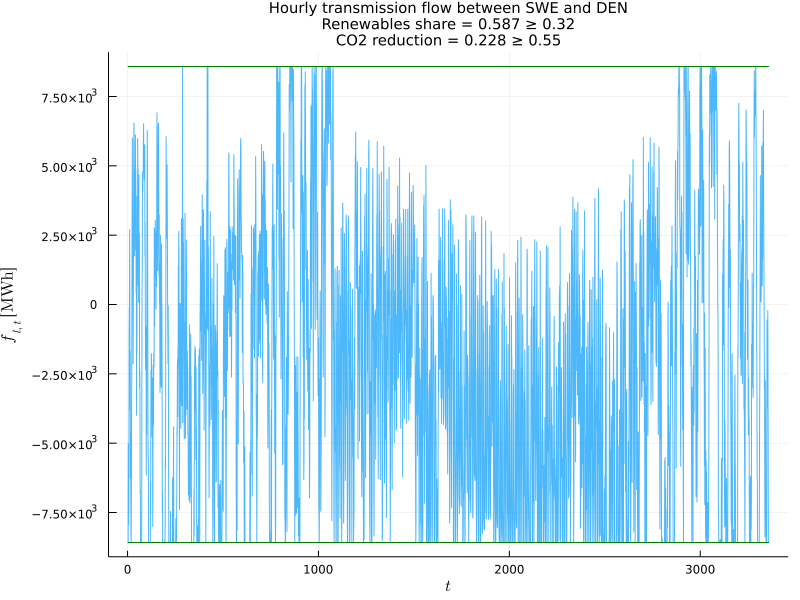 Hourly transmission flow between SWE and DEN
Renewables share = 0.587 ≥ 0.32
CO2 reduction = 0.228 ≥ 0.55
7.50×10³
5.00×10³
2.50×10³
0
−2.50×10³
−5.00×10³
−7.50×10³
f_{l,t} [MWh]
0 1000 2000 3000
t